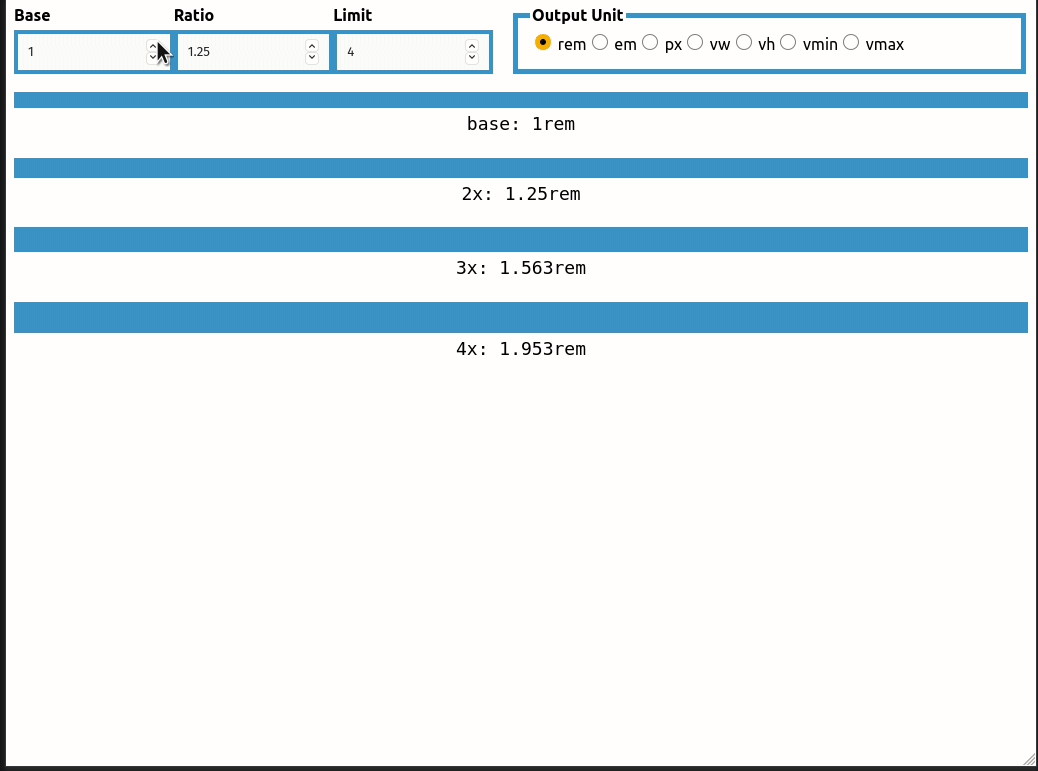 Base Ratio Limit Output Unit
1 1.25 4 rem em px vw vh vmin vmax
base: 1rem
2x: 1.25rem
3x: 1.563rem
4x: 1.953rem